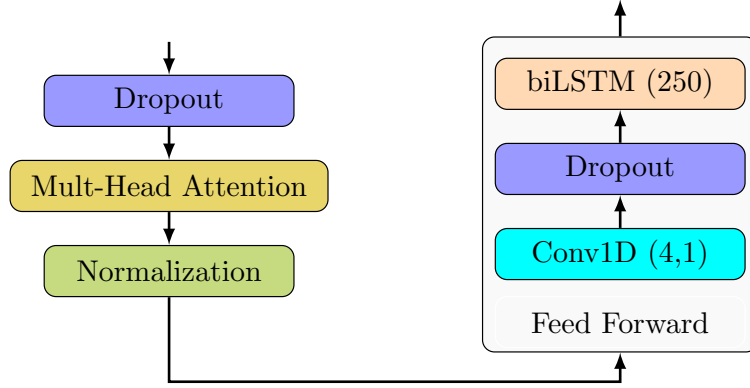 Dropout
Mult-Head Attention
Normalization
biLSTM (250)
Dropout
Conv1D (4,1)
Feed Forward